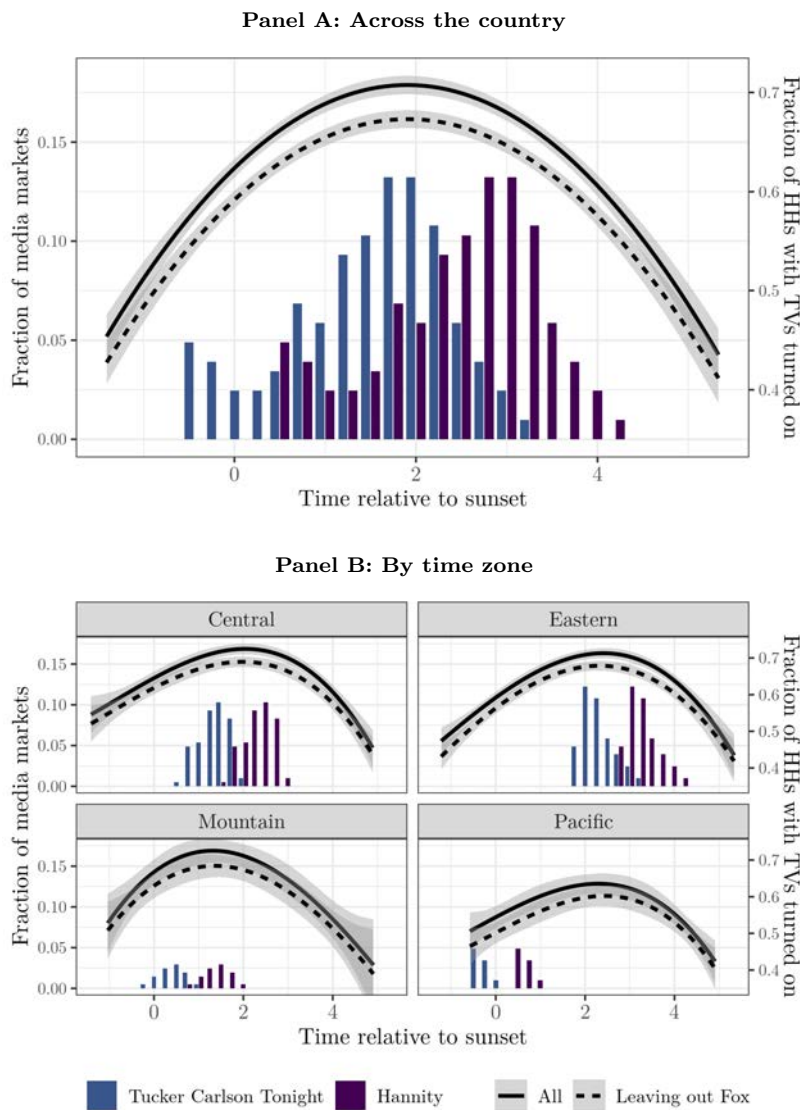 Panel A: Across the country
Fraction of media markets
0.15
0.10
0.05
0.00
0.7
0.6
0.5
0.4
Fraction of HHs with TVs turned on
0 2 4
Time relative to sunset
Panel B: By time zone
Fraction of media markets
Central Eastern
0.15
0.10
0.05
0.00
0.7
0.6
0.5
0.4
Mountain Pacific
0.15
0.10
0.05
0.00
0.7
0.6
0.5
0.4
Fraction of HHs with TVs turned on
0 2 4 0 2 4
Time relative to sunset
Tucker Carlson Tonight Hannity All Leaving out Fox